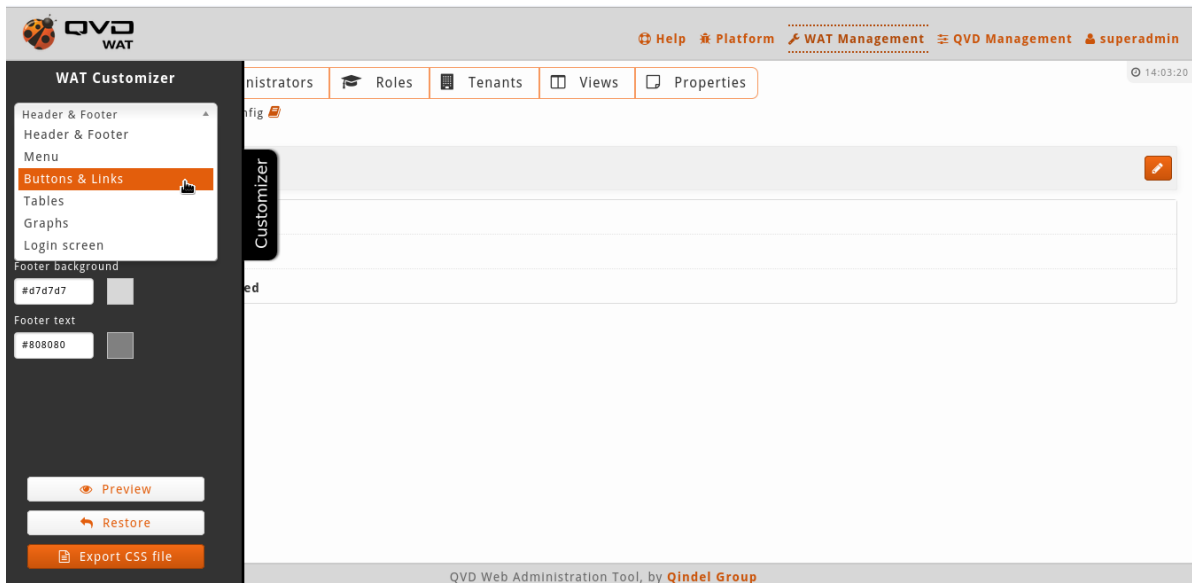 QVD
WAT
Help Platform WAT Management QVD Management superadmin
WAT Customizer
nistrators Roles Tenants Views Properties
14:03:20
Header & Footer
Header & Footer
Menu
Buttons & Links
Tables
Graphs
Login screen
Customizer
Footer background
#d7d7d7
ed
Footer text
#808080
Preview
Restore
Export CSS file
QVD Web Administration Tool, by Qindel Group